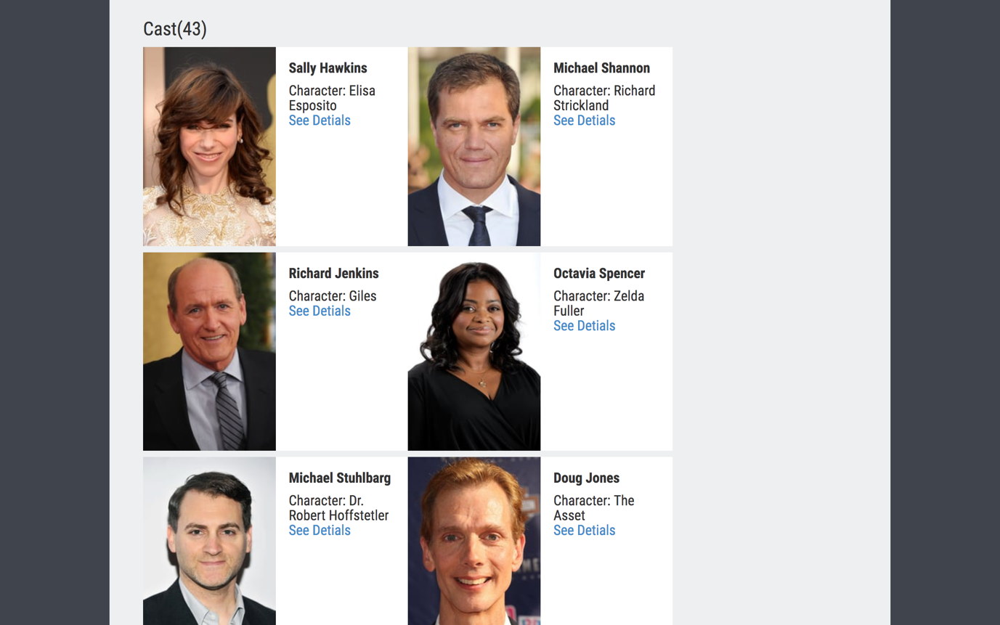 Cast(43)
Sally Hawkins
Character: Elisa
Esposito
See Detials
Michael Shannon
Character: Richard
Strickland
See Detials
Richard Jenkins
Character: Giles
See Detials
Octavia Spencer
Character: Zelda
Fuller
See Detials
Michael Stuhlbarg
Character: Dr.
Robert Hoffstetler
See Detials
Doug Jones
Character: The
Asset
See Detials